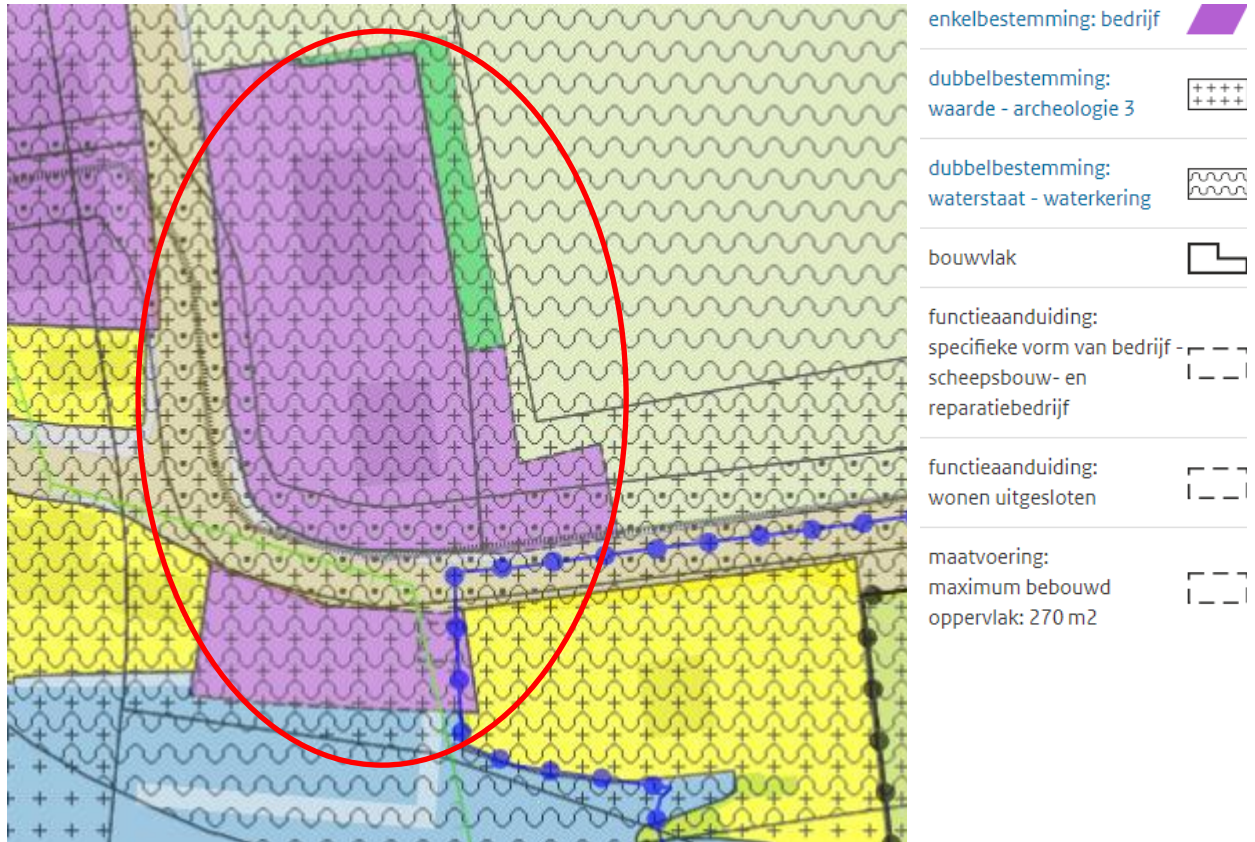 enkelbestemming: bedrijf
dubbelbestemming:
waarde - archeologie 3
dubbelbestemming:
waterstaat - waterkering
bouwvlak
functieaanduiding:
specifieke vorm van bedrijf -
scheepsbouw- en
reparatiebedrijf
functieaanduiding:
wonen uitgesloten
maatvoering:
maximum bebouwd
oppervlak: 270 m2